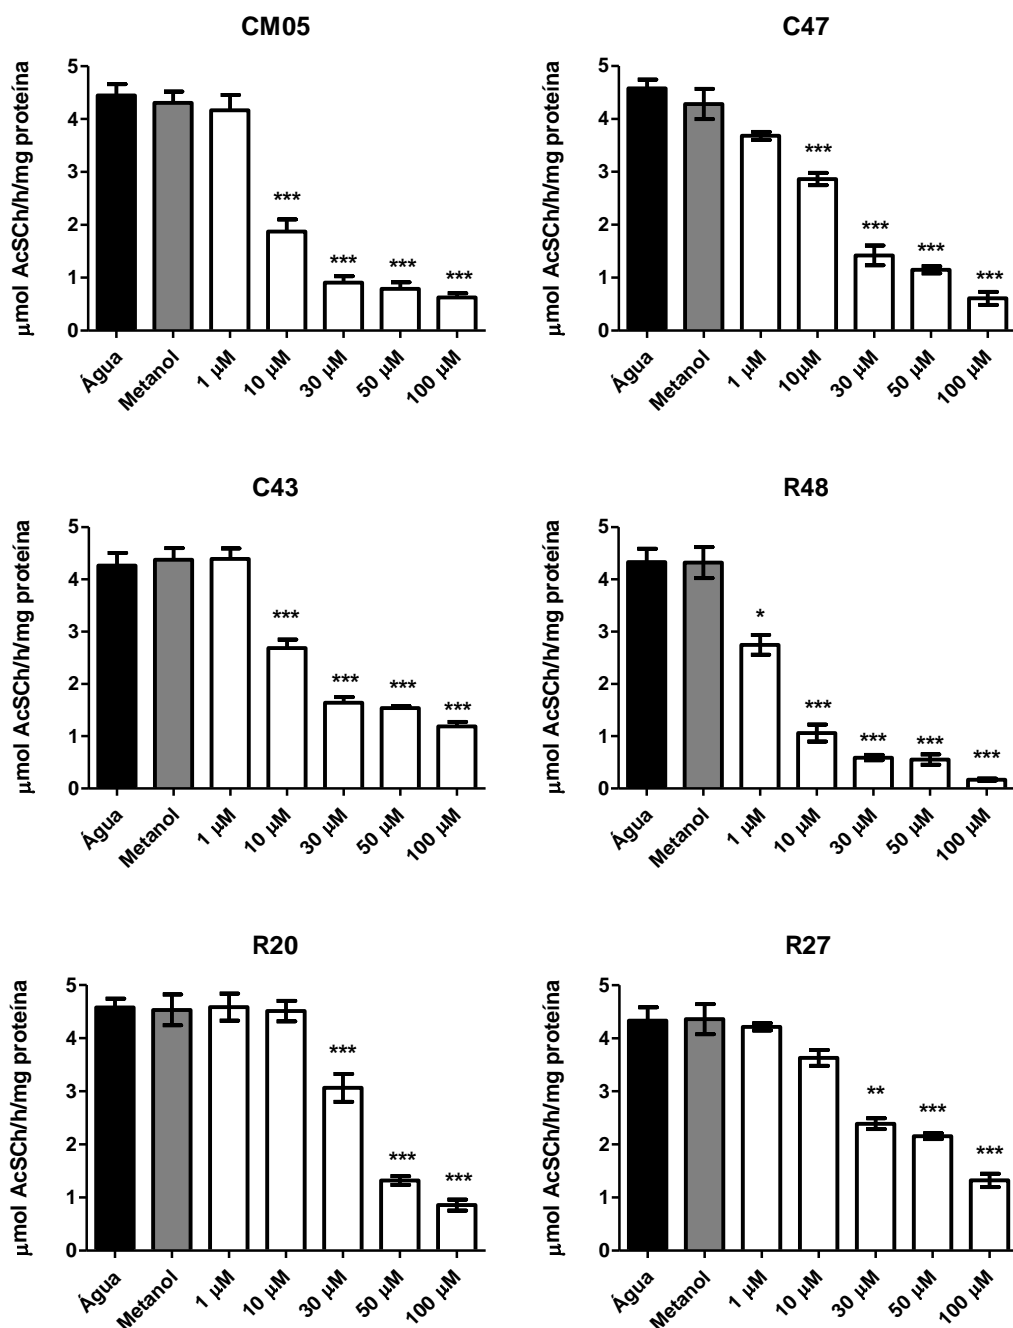 CM05
μmol AcSCh/h/mg proteína
5
4
3
2
1
0
***
***
***
***
Água
Metanol
1 μM
10 μM
30 μM
50 μM
100 μM
C47
μmol AcSCh/h/mg proteína
5
4
3
2
1
0
***
***
***
***
Água
Metanol
1 μM
10μM
30 μM
50 μM
100 μM
C43
μmol AcSCh/h/mg proteína
5
4
3
2
1
0
***
***
***
***
Água
Metanol
1 μM
10 μM
30 μM
50 μM
100 μM
R48
μmol AcSCh/h/mg proteína
5
4
3
2
1
0
*
***
***
***
***
Água
Metanol
1 μM
10 μM
30 μM
50 μM
100 μM
R20
μmol AcSCh/h/mg proteína
5
4
3
2
1
0
***
***
***
Água
Metanol
1 μM
10 μM
30 μM
50 μM
100 μM
R27
μmol AcSCh/h/mg proteína
5
4
3
2
1
0
**
***
***
Água
Metanol
1 μM
10 μM
30 μM
50 μM
100 μM